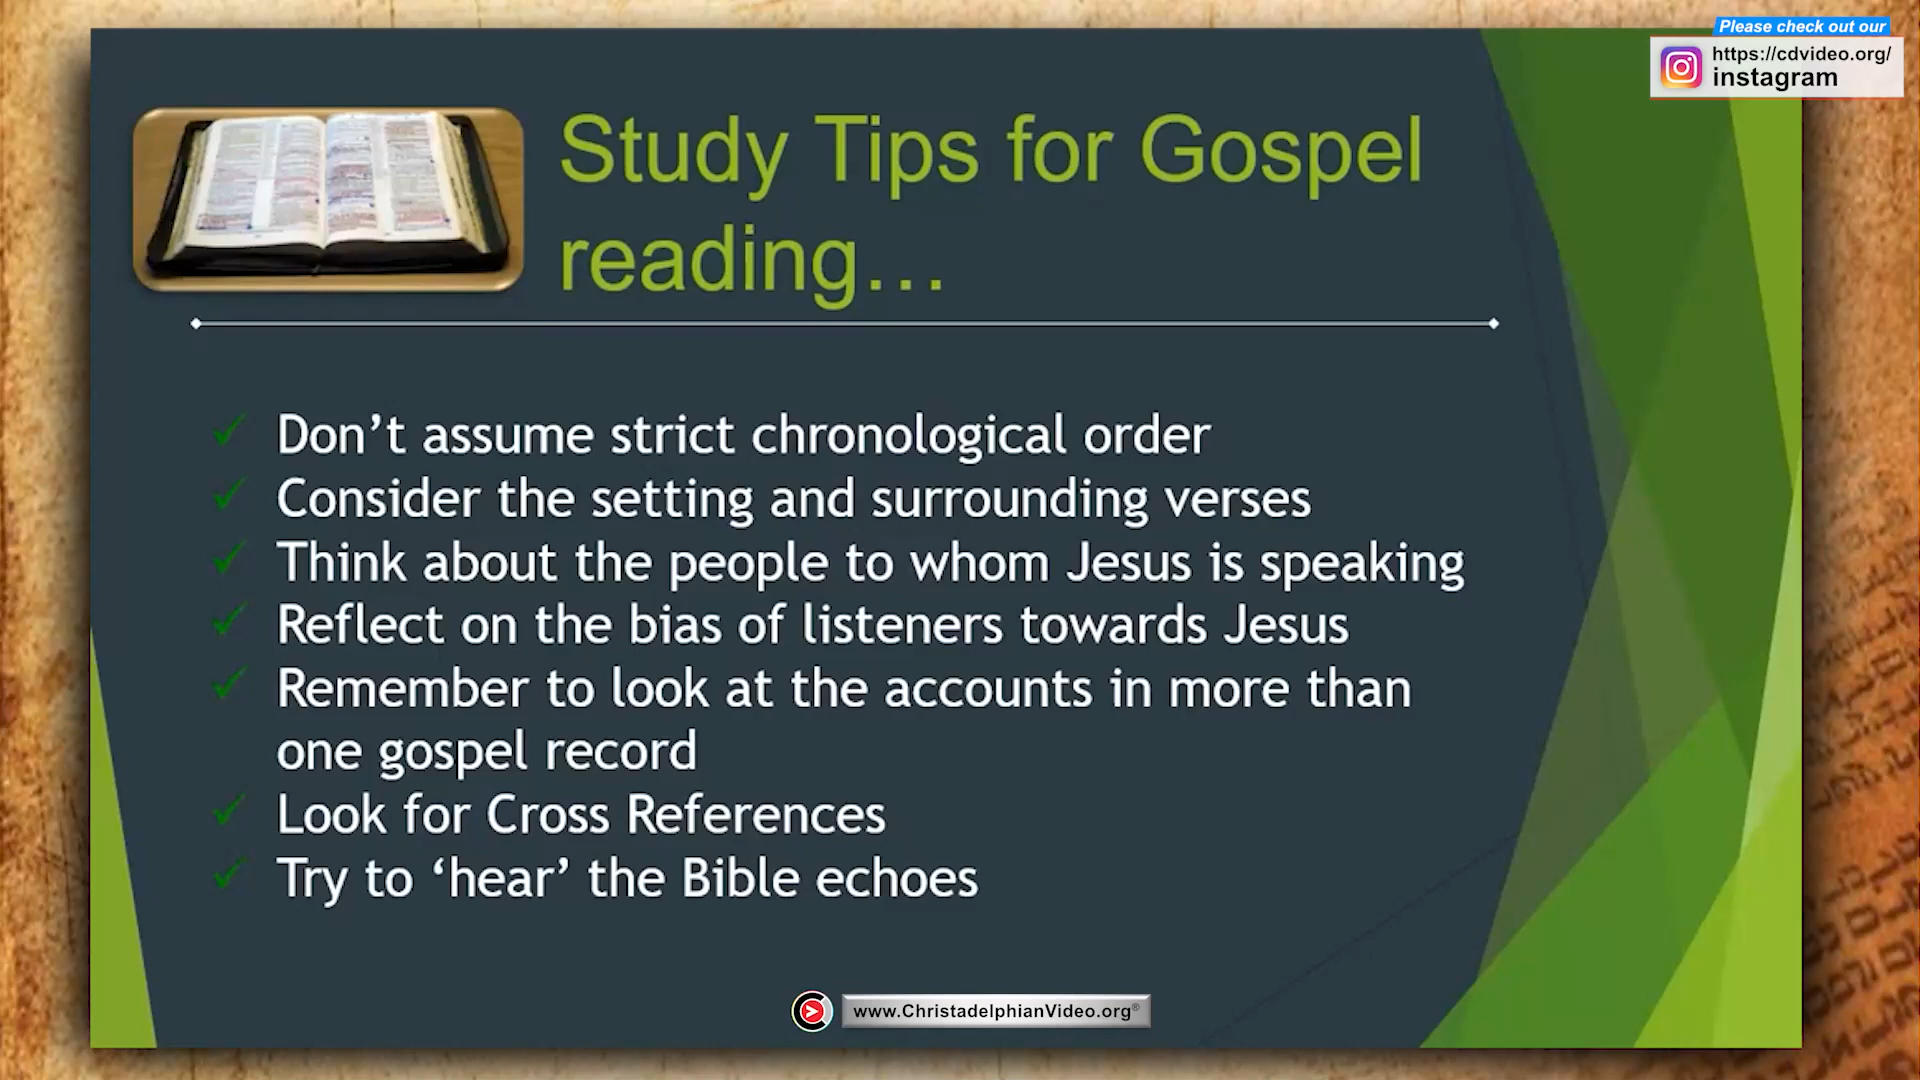 Please check out our
https://cdvideo.org/
instagram
Study Tips for Gospel
reading…
Don’t assume strict chronological order
Consider the setting and surrounding verses
Think about the people to whom Jesus is speaking
Reflect on the bias of listeners towards Jesus
Remember to look at the accounts in more than
one gospel record
Look for Cross References
Try to ‘hear’ the Bible echoes
www.ChristadelphianVideo.org®